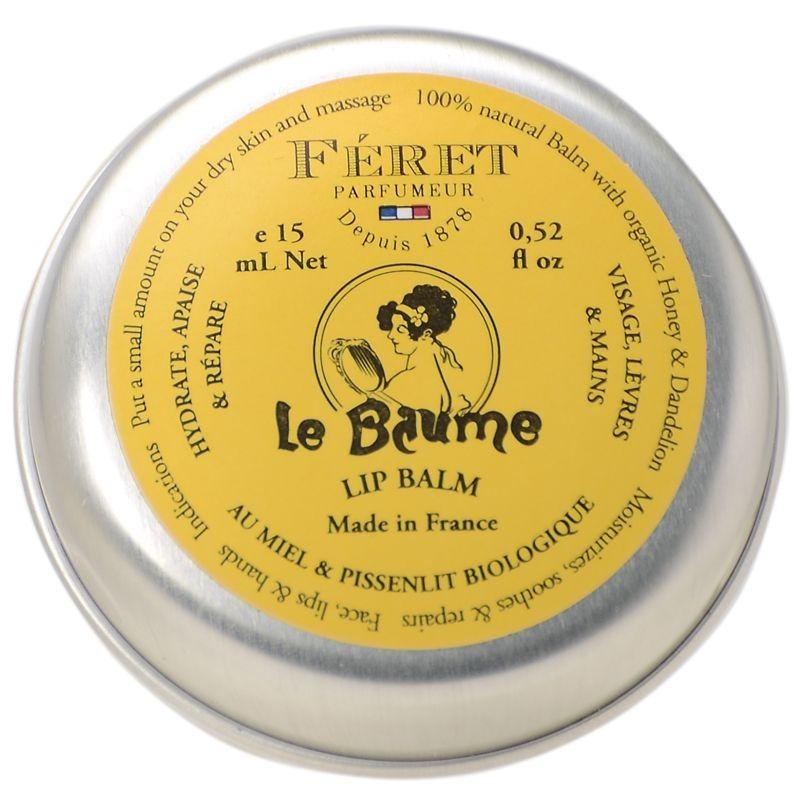 100% natural Balm with organic Honey & Dandelion Moisturizes, soothes & repairs Face, lips & hands Indications Put a small amount on your dry skin and massage
FÉRET
PARFUMEUR
Depuis 1878
e 15
mL Net
0,52
fl oz
HYDRATE, APAISE
& RÉPARE
VISAGE, LÈVRES
& MAINS
Le Baume
LIP BALM
Made in France
AU MIEL & PISSENLIT BIOLOGIQUE